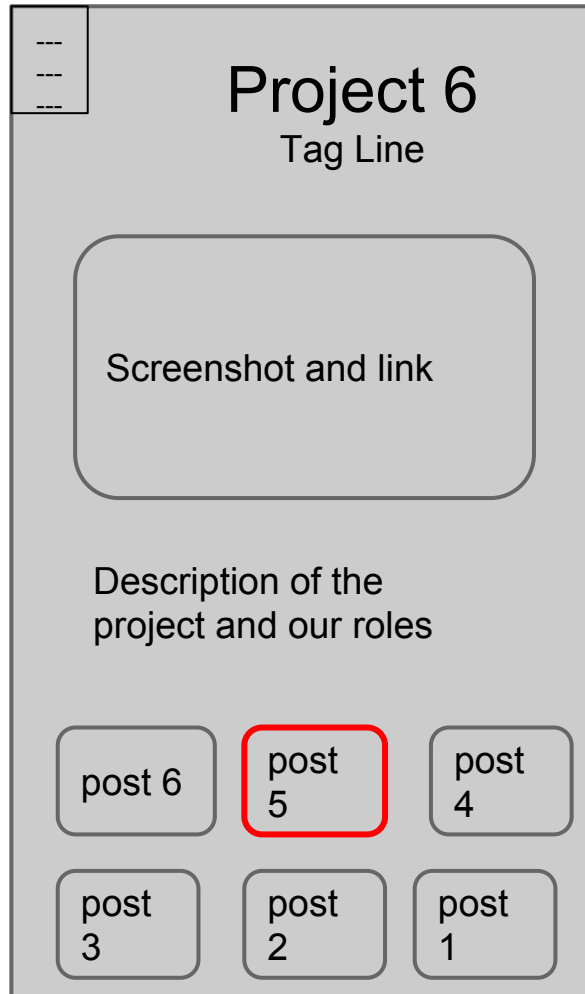 ---
---
---
Project 6
Tag Line
Screenshot and link
Description of the
project and our roles
post 6
post
5
post
4
post
3
post
2
post
1